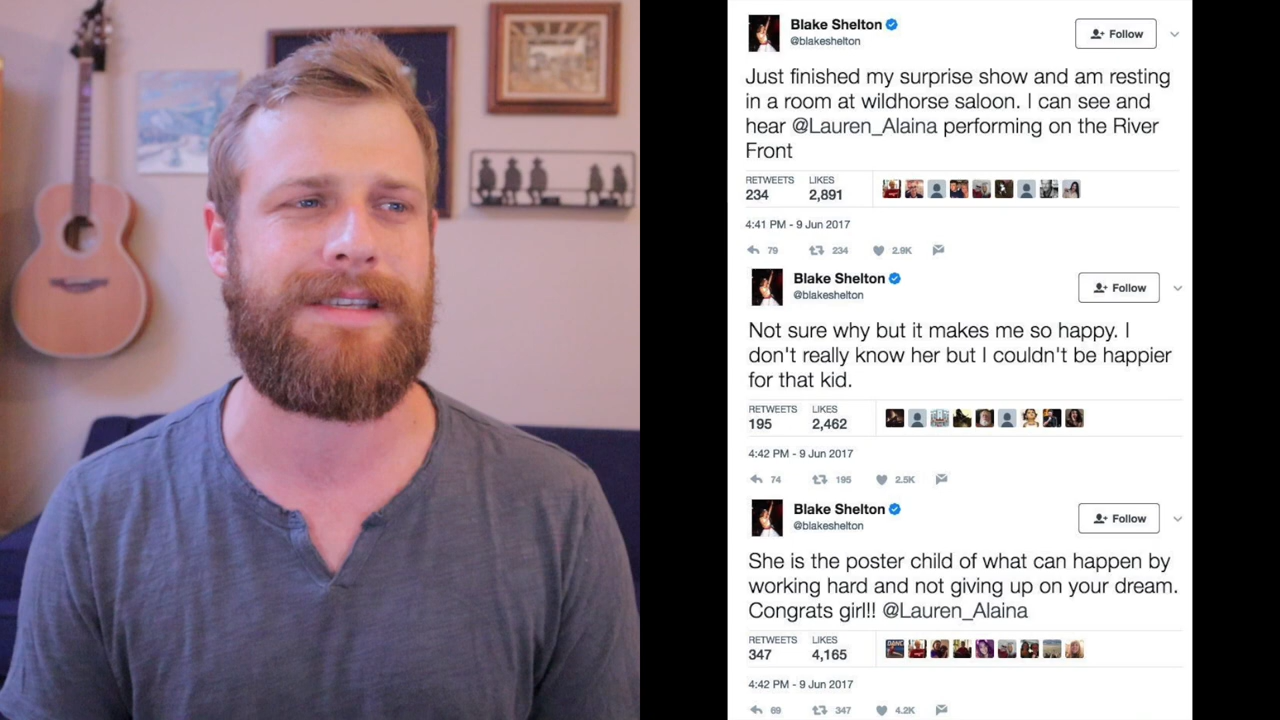 Blake Shelton
@blakeshelton
Follow
Just finished my surprise show and am resting
in a room at wildhorse saloon. I can see and
hear @Lauren_Alaina performing on the River
Front
RETWEETS LIKES
234 2,891
4:41 PM - 9 Jun 2017
79 234 2.9K
Blake Shelton
@blakeshelton
Follow
Not sure why but it makes me so happy. I
don't really know her but I couldn't be happier
for that kid.
RETWEETS LIKES
195 2,462
4:42 PM - 9 Jun 2017
74 195 2.5K
Blake Shelton
@blakeshelton
Follow
She is the poster child of what can happen by
working hard and not giving up on your dream.
Congrats girl!! @Lauren_Alaina
RETWEETS LIKES
347 4,165
4:42 PM - 9 Jun 2017
69 347 4.2K